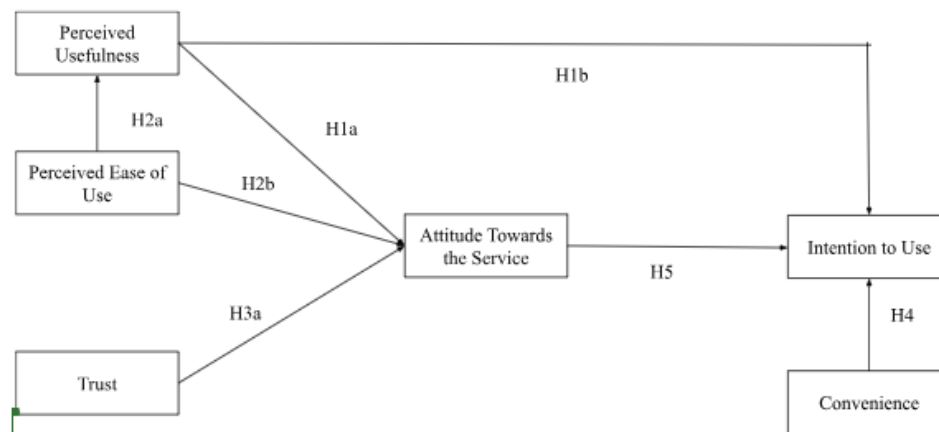 Perceived
Usefulness
H1b
H2a
H1a
Perceived Ease of
Use
H2b
Attitude Towards
the Service
Intention to Use
H5
H3a
H4
Trust
Convenience